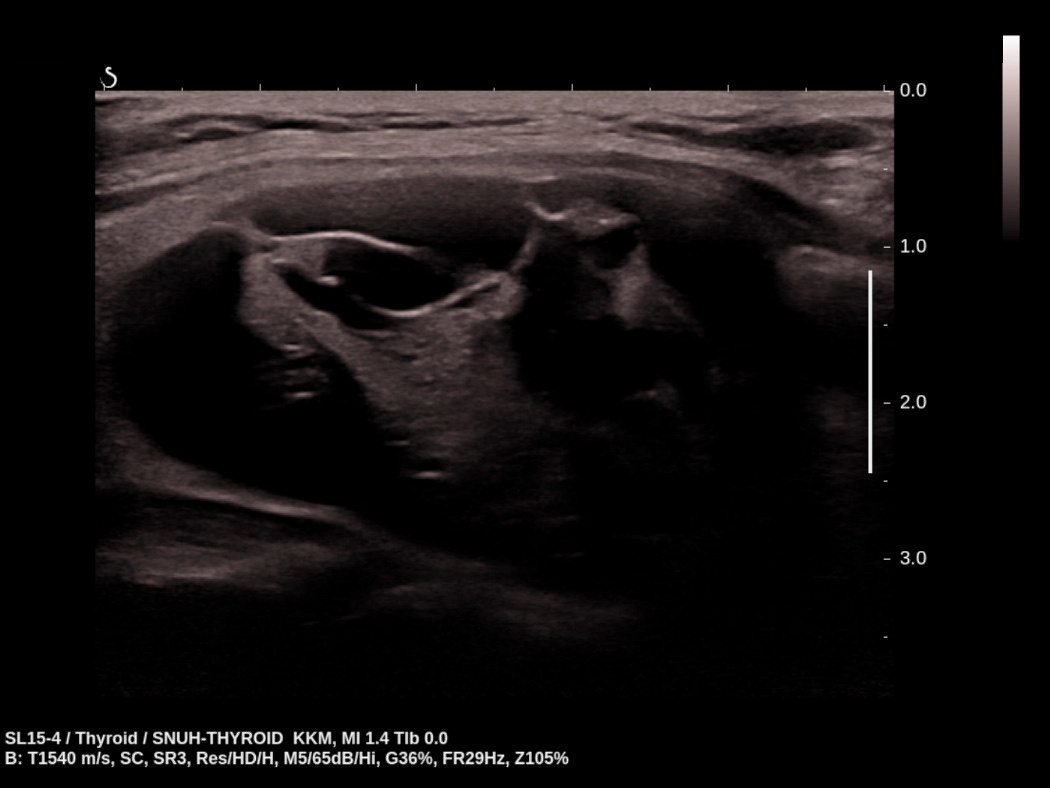 0.0
1.0
2.0
3.0
SL15-4 / Thyroid / SNUH-THYROID KKM, MI 1.4 TIb 0.0
B: T1540 m/s, SC, SR3, Res/HD/H, M5/65dB/Hi, G36%, FR29Hz, Z105%